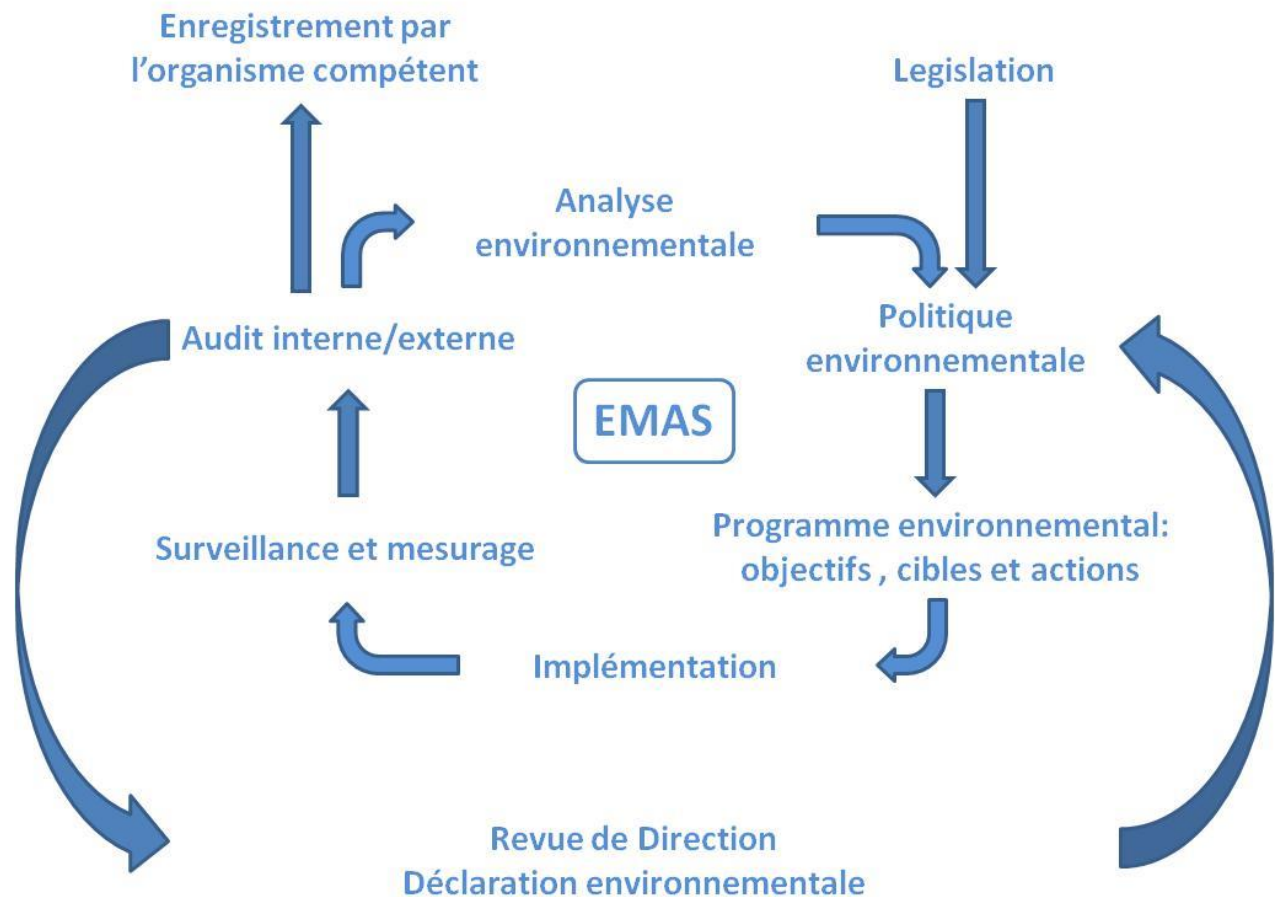 Enregistrement par
l'organisme compétent
Legislation
Analyse
environnementale
Audit interne/externe
Politique
environnementale
EMAS
Surveillance et mesurage
Programme environnemental:
objectifs , cibles et actions
Implémentation
Revue de Direction
Déclaration environnementale